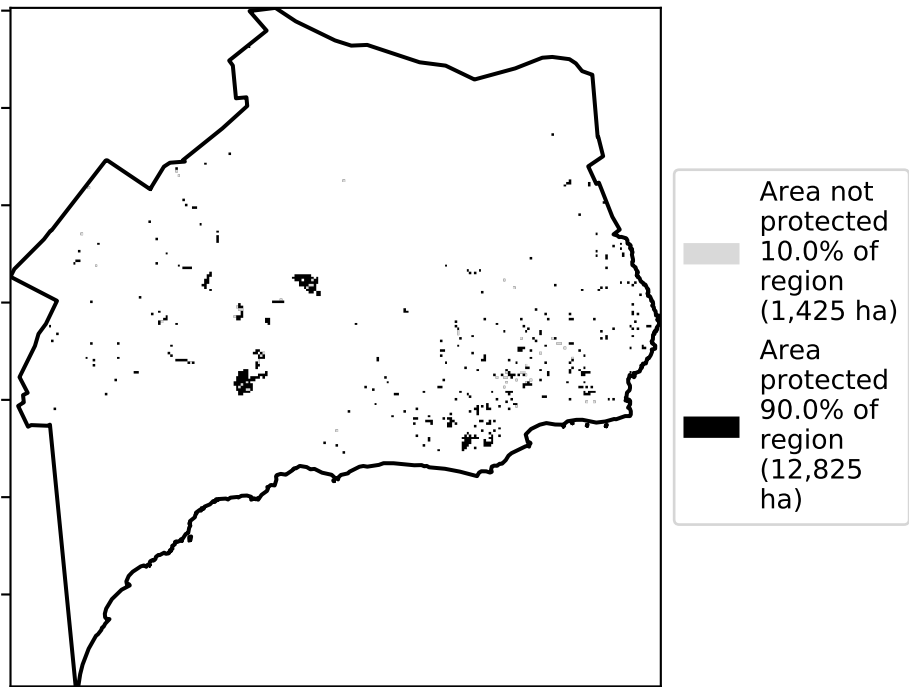 Area not
protected
10.0% of
region
(1,425 ha)
Area
protected
90.0% of
region
(12,825
ha)